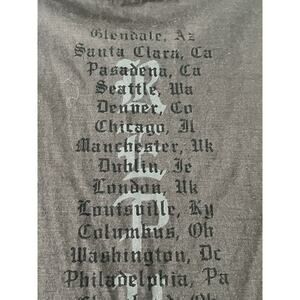 Glendale, Az
Santa Clara, Ca
Pasadena, Ca
Seattle, Wa
Denver, Co
Chicago, Il
Manchester, Uk
Dublin, Ie
London, Uk
Louisville, Ky
Columbus, Oh
Washington, Dc
Philadelphia, Pa